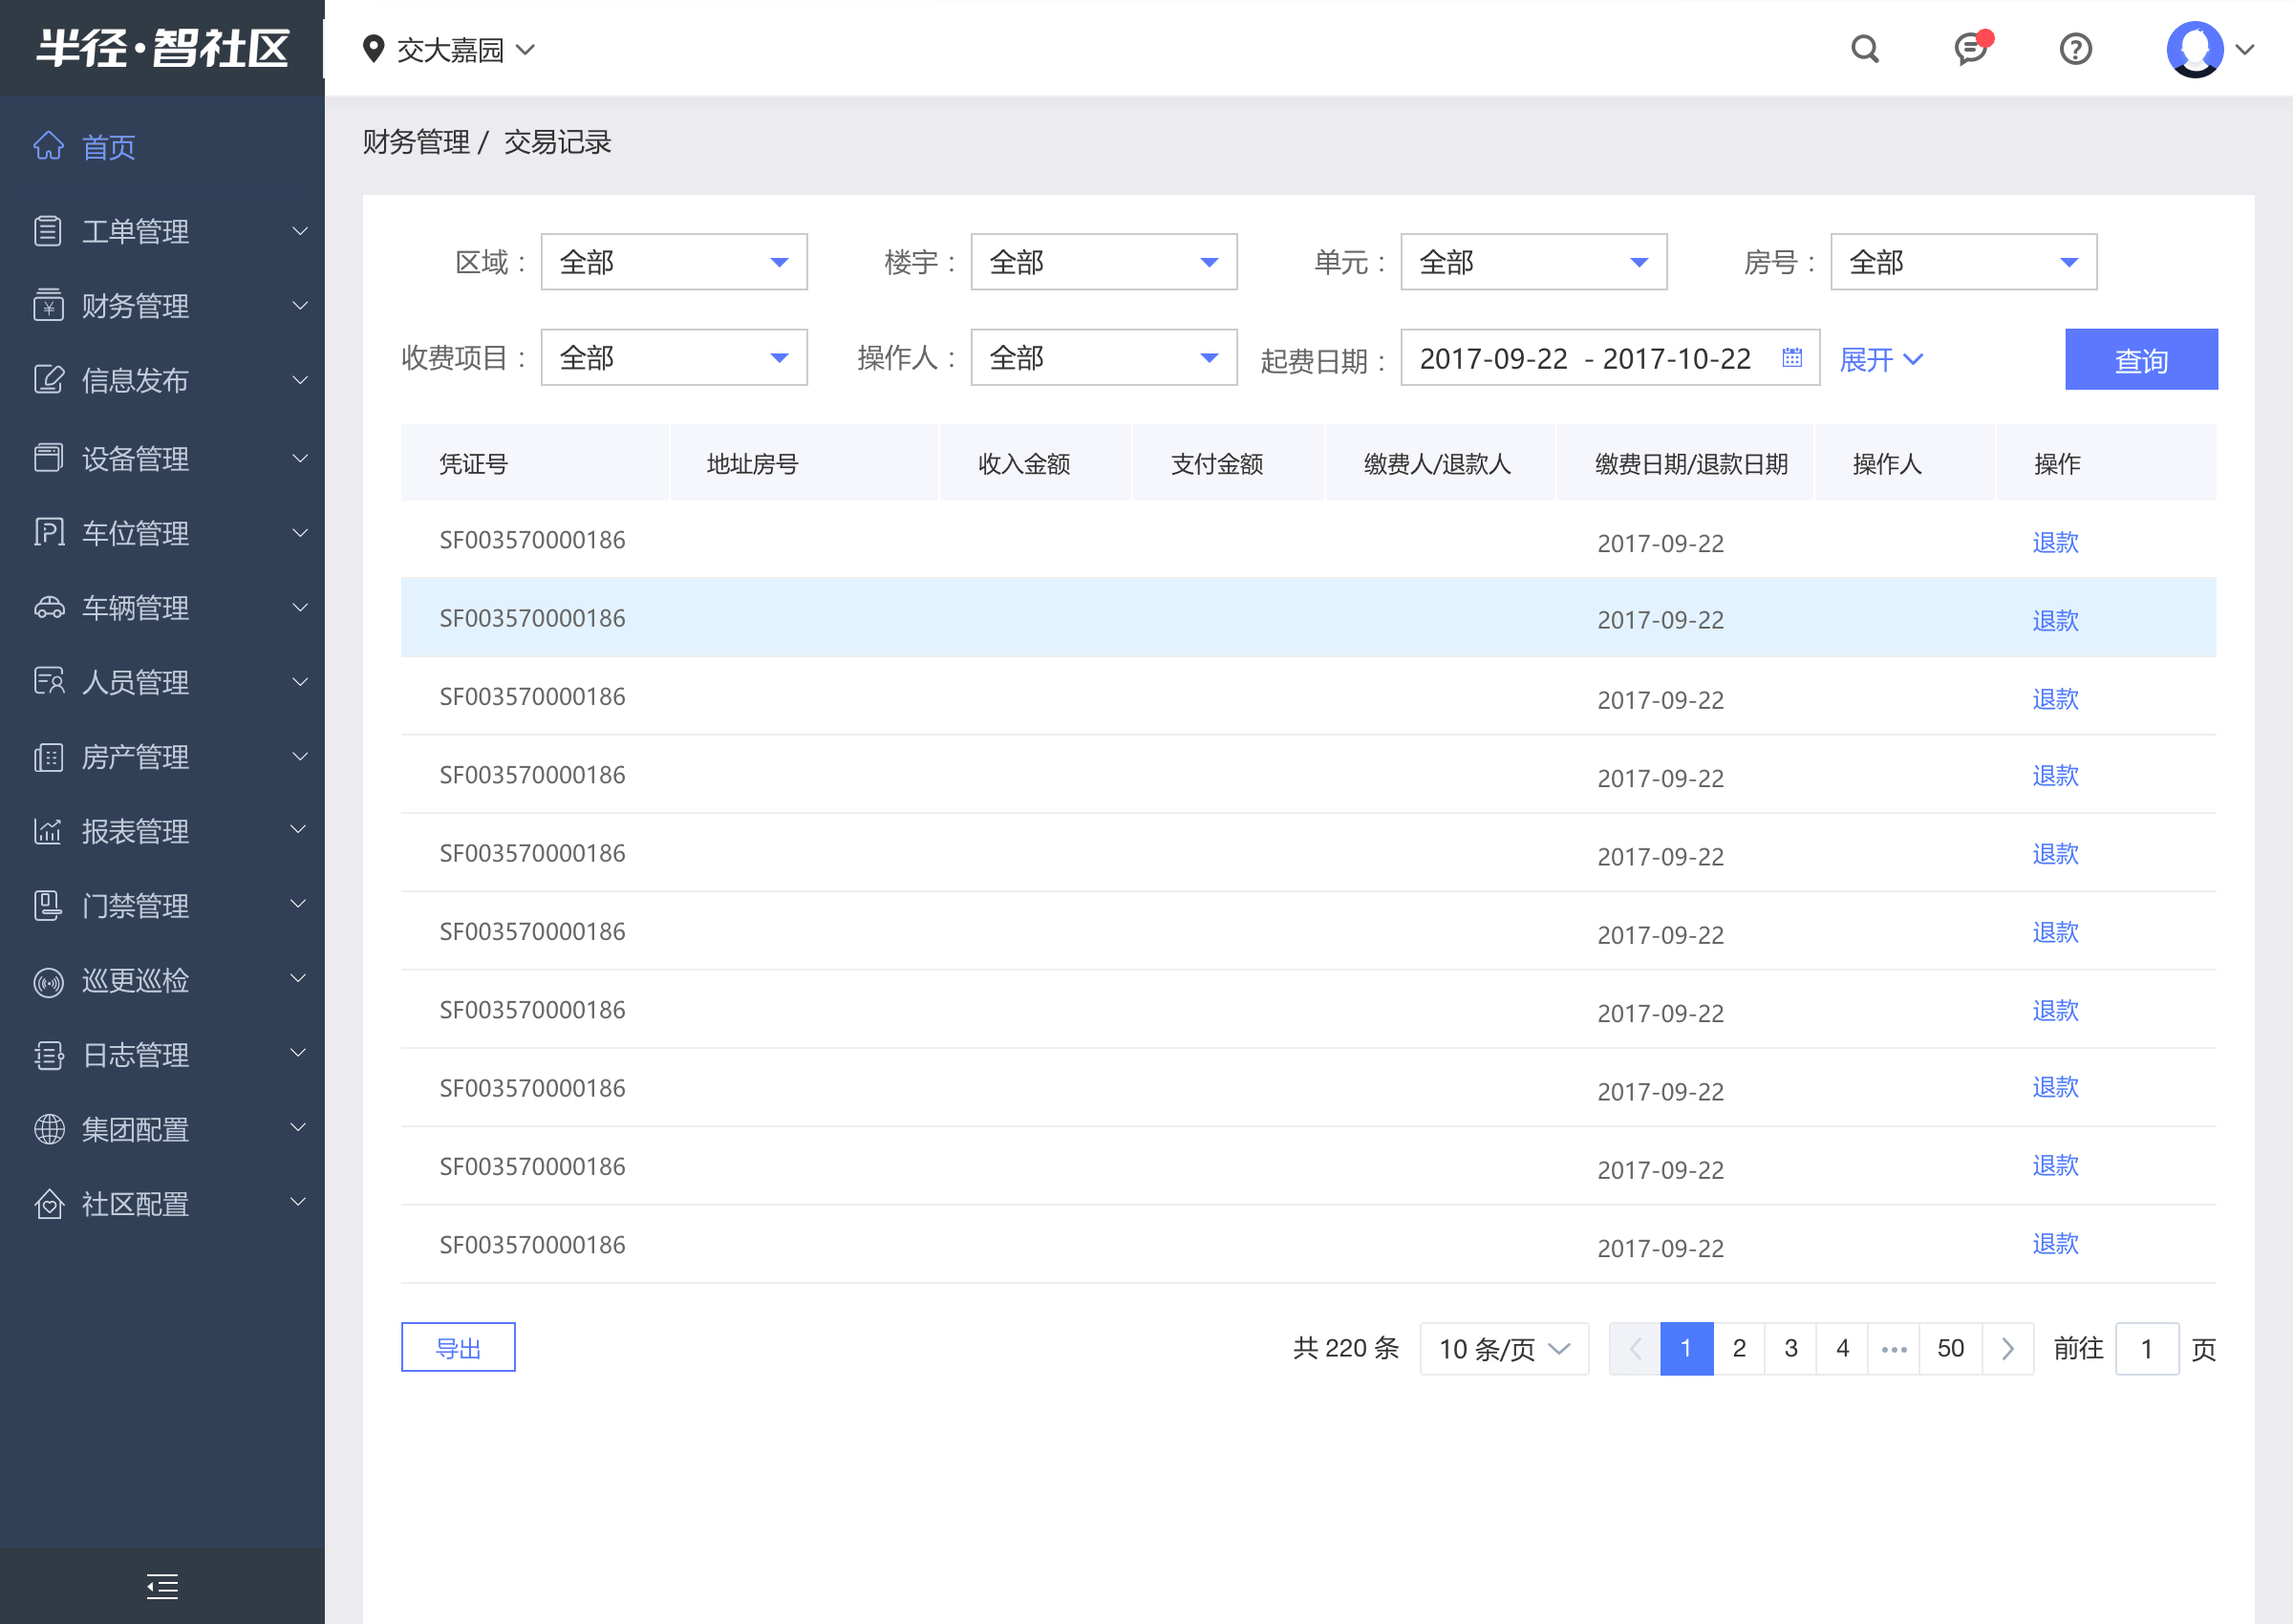 半径·智社区
交大嘉园
首页
工单管理
财务管理
信息发布
设备管理
车位管理
车辆管理
人员管理
房产管理
报表管理
门禁管理
巡更巡检
日志管理
集团配置
社区配置
财务管理 / 交易记录
区域： 全部 楼宇： 全部 单元： 全部 房号： 全部
收费项目： 全部 操作人： 全部 起费日期： 2017-09-22 - 2017-10-22 展开 查询
凭证号 地址房号 收入金额 支付金额 缴费人/退款人 缴费日期/退款日期 操作人 操作
SF003570000186 2017-09-22 退款
SF003570000186 2017-09-22 退款
SF003570000186 2017-09-22 退款
SF003570000186 2017-09-22 退款
SF003570000186 2017-09-22 退款
SF003570000186 2017-09-22 退款
SF003570000186 2017-09-22 退款
SF003570000186 2017-09-22 退款
SF003570000186 2017-09-22 退款
SF003570000186 2017-09-22 退款
导出 共 220 条 10 条/页 1 2 3 4 ••• 50 前往 1 页